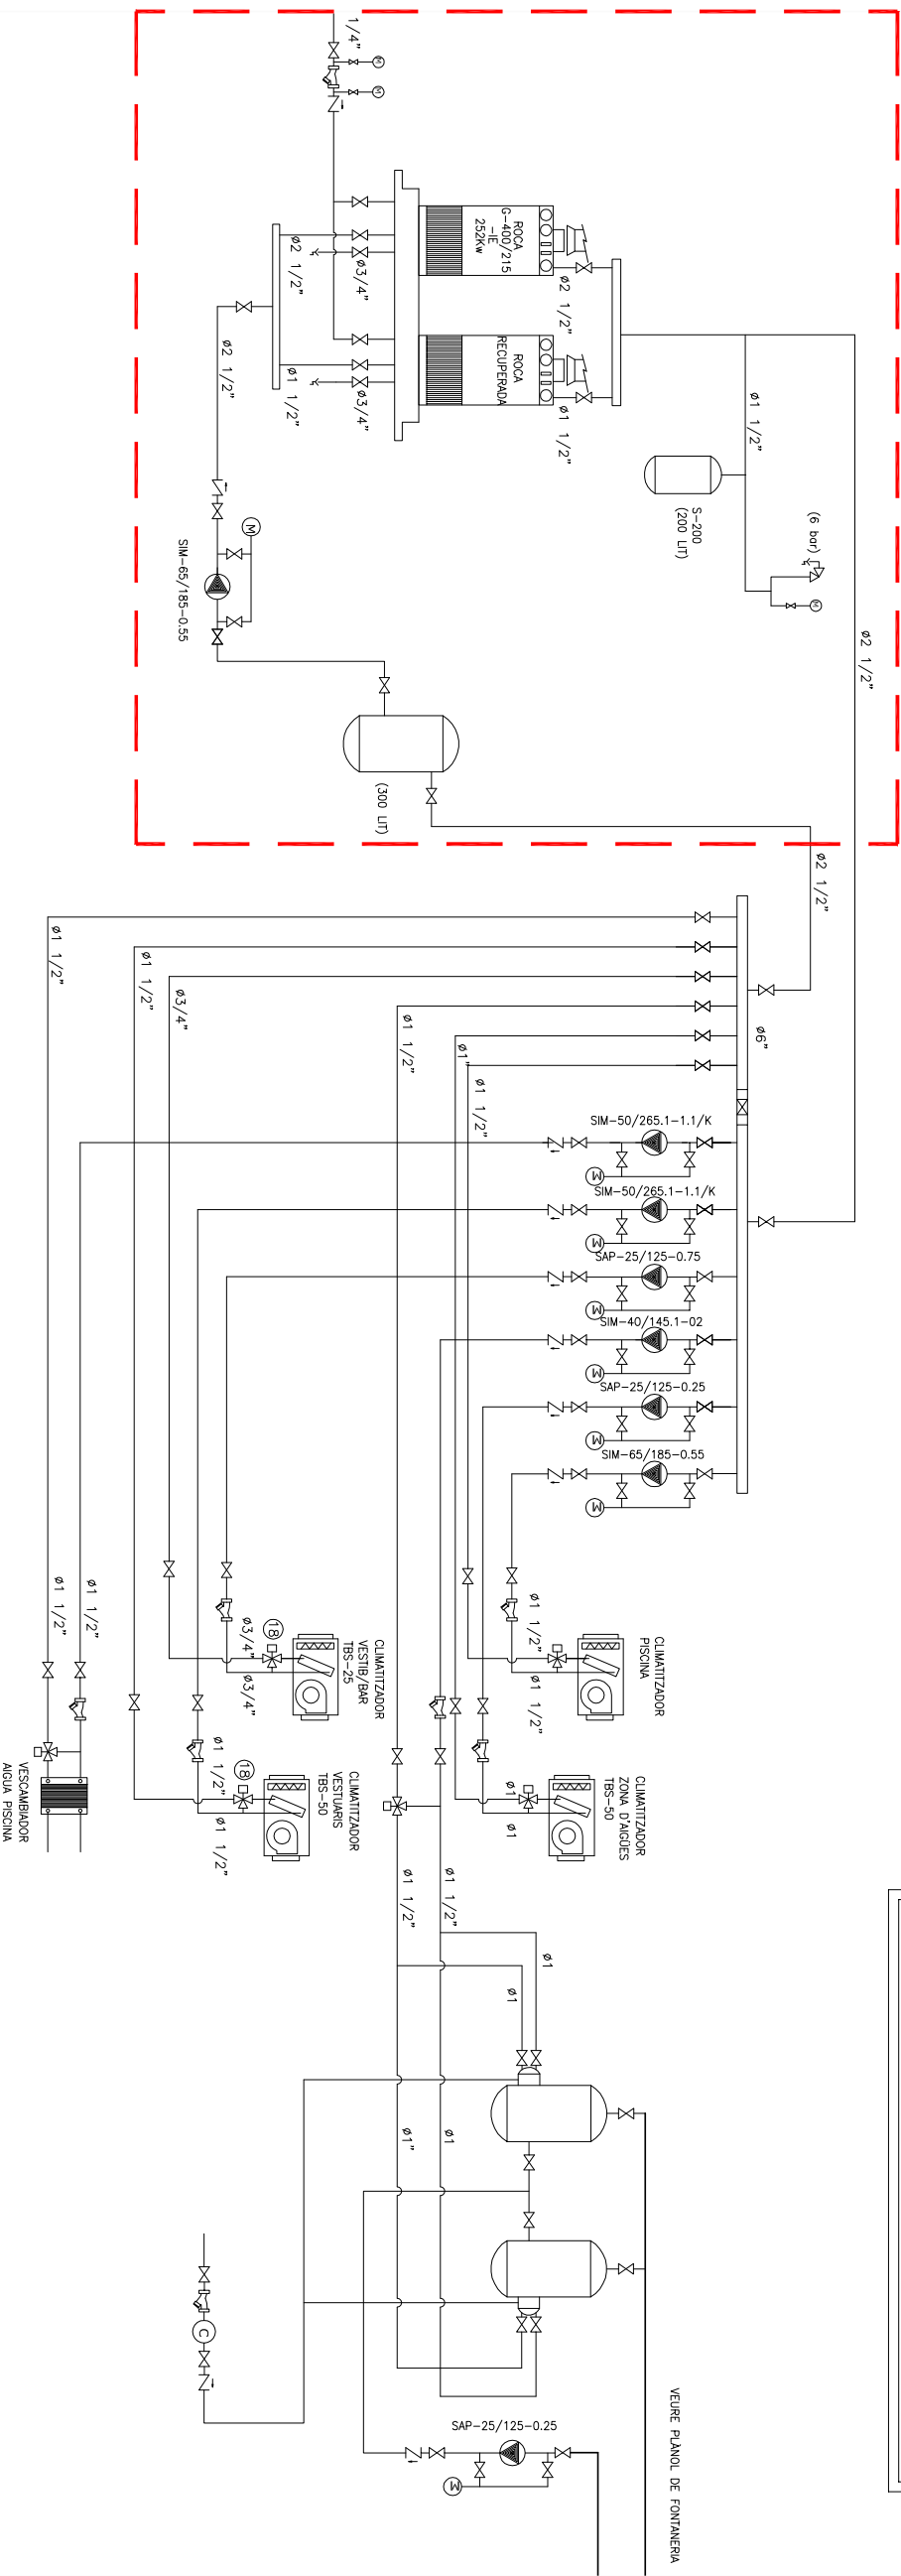 1/4"
M
M
ROCA
G-400/215
-IE
252Kw
ROCA
RECUPERADA
ø2 1/2"
ø1 1/2"
ø3/4"
ø3/4"
ø2 1/2"
ø1 1/2"
ø2 1/2"
ø1 1/2"
S-200
(200 LIT)
(6 bar)
M
ø2 1/2"
M
SIM-65/185-0.55
(300 LIT)
ø2 1/2"
ø6"
ø1 1/2"
ø1 1/2"
ø3/4"
ø1 1/2"
ø1"
ø1 1/2"
SIM-50/265.1-1.1/K
M
SIM-50/265.1-1.1/K
M
SAP-25/125-0.75
M
SIM-40/145.1-02
M
SAP-25/125-0.25
M
SIM-65/185-0.55
M
ø1 1/2"
ø1 1/2"
ø3/4"
ø3/4"
18
CLIMATITZADOR
VESTIB/BAR
TBS-25
ø1 1/2"
ø1 1/2"
CLIMATITZADOR
PISCINA
ø1 1/2"
ø1 1/2"
18
CLIMATITZADOR
VESTUARIS
TBS-50
ø1
ø1
CLIMATITZADOR
ZONA D'AIGÜES
TBS-50
VESCAMBIADOR
AIGUA PISCINA
ø1 1/2"
ø1 1/2"
ø1
ø1
ø1"
ø1
C
SAP-25/125-0.25
M
VEURE PLÀNOL DE FONTANERIA